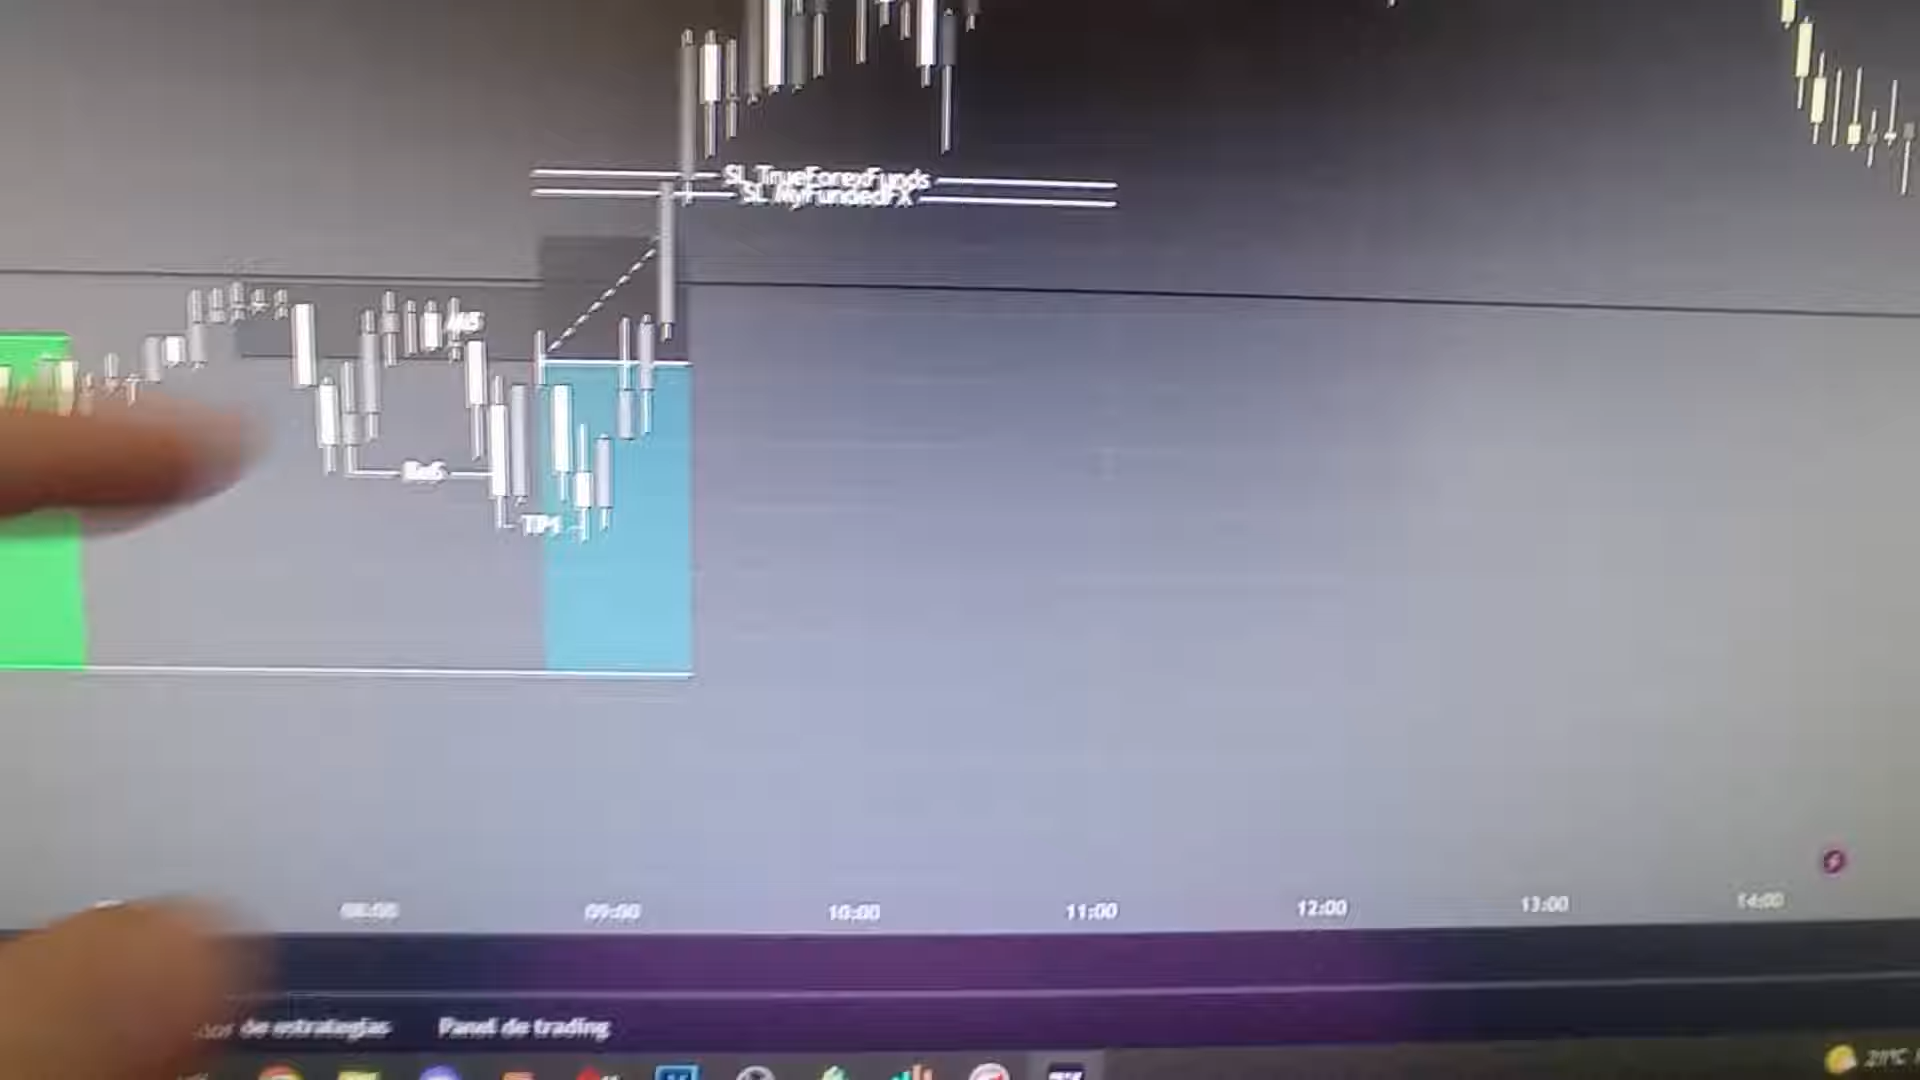 SL TrueForexFunds
SL MyFundedFX
BoS
TP1
08:00 09:00 10:00 11:00 12:00 13:00 14:00
de estrategias Panel de trading